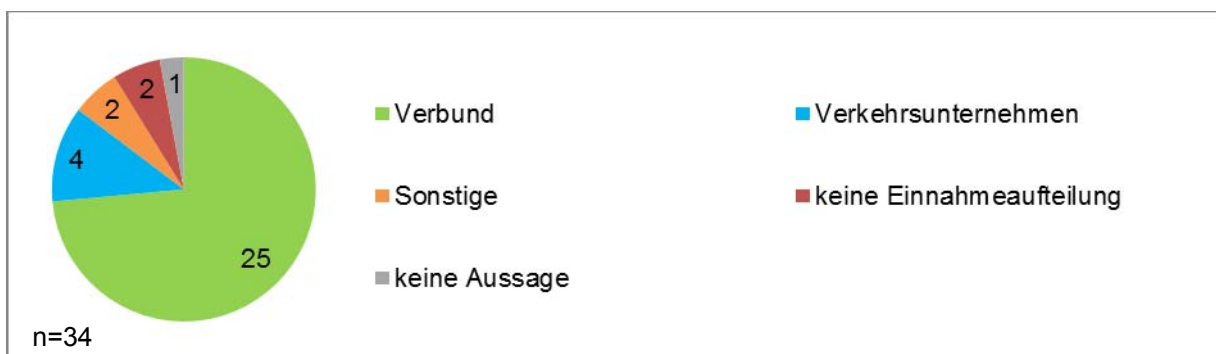 2
2
1
4
25
n=34
Verbund
Verkehrsunternehmen
Sonstige
keine Einnahmeaufteilung
keine Aussage